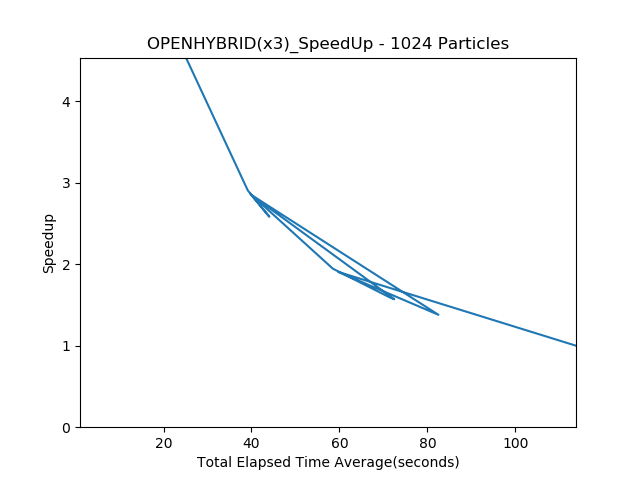 OPENHYBRID(x3)_SpeedUp - 1024 Particles
4
3
2
1
0
Speedup
20 40 60 80 100
Total Elapsed Time Average(seconds)